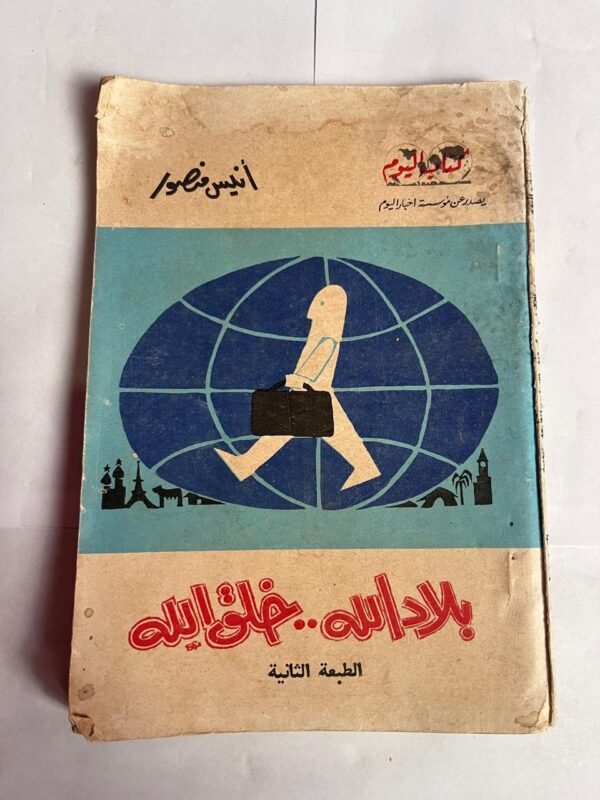 كتاب اليوم
يصدر عن مؤسسة أخبار اليوم
أنيس منصور
بلاد الله .. خلق الله
الطبعة الثانية